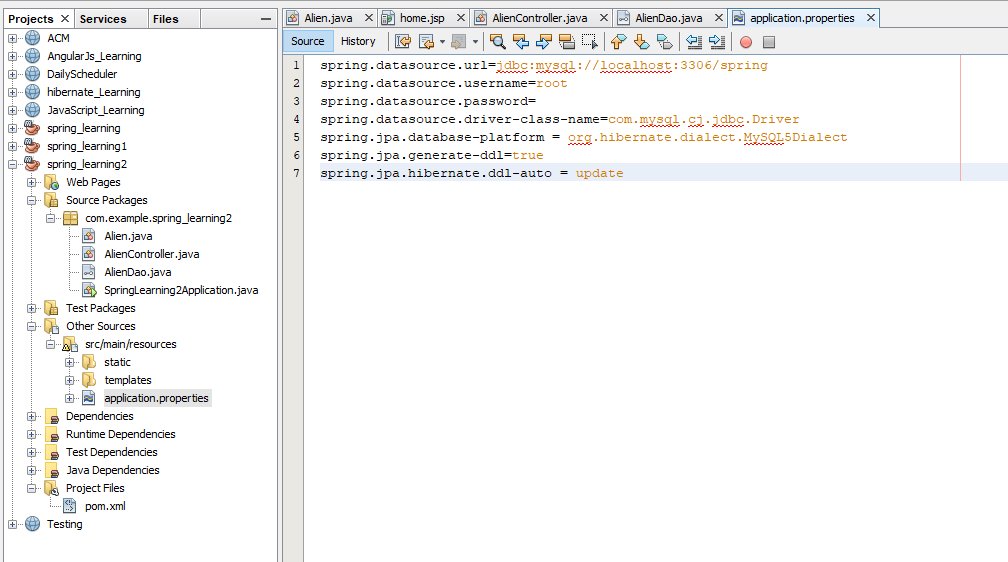 Projects Services Files
ACM
AngularJs_Learning
DailyScheduler
hibernate_Learning
JavaScript_Learning
spring_learning
spring_learning1
spring_learning2
Web Pages
Source Packages
com.example.spring_learning2
Alien.java
AlienController.java
AlienDao.java
SpringLearning2Application.java
Test Packages
Other Sources
src/main/resources
static
templates
application.properties
Dependencies
Runtime Dependencies
Test Dependencies
Java Dependencies
Project Files
pom.xml
Testing
Alien.java home.jsp AlienController.java AlienDao.java application.properties
Source History
1 spring.datasource.url=jdbc:mysql://localhost:3306/spring
2 spring.datasource.username=root
3 spring.datasource.password=
4 spring.datasource.driver-class-name=com.mysql.cj.jdbc.Driver
5 spring.jpa.database-platform = org.hibernate.dialect.MySQL5Dialect
6 spring.jpa.generate-ddl=true
7 spring.jpa.hibernate.ddl-auto = update